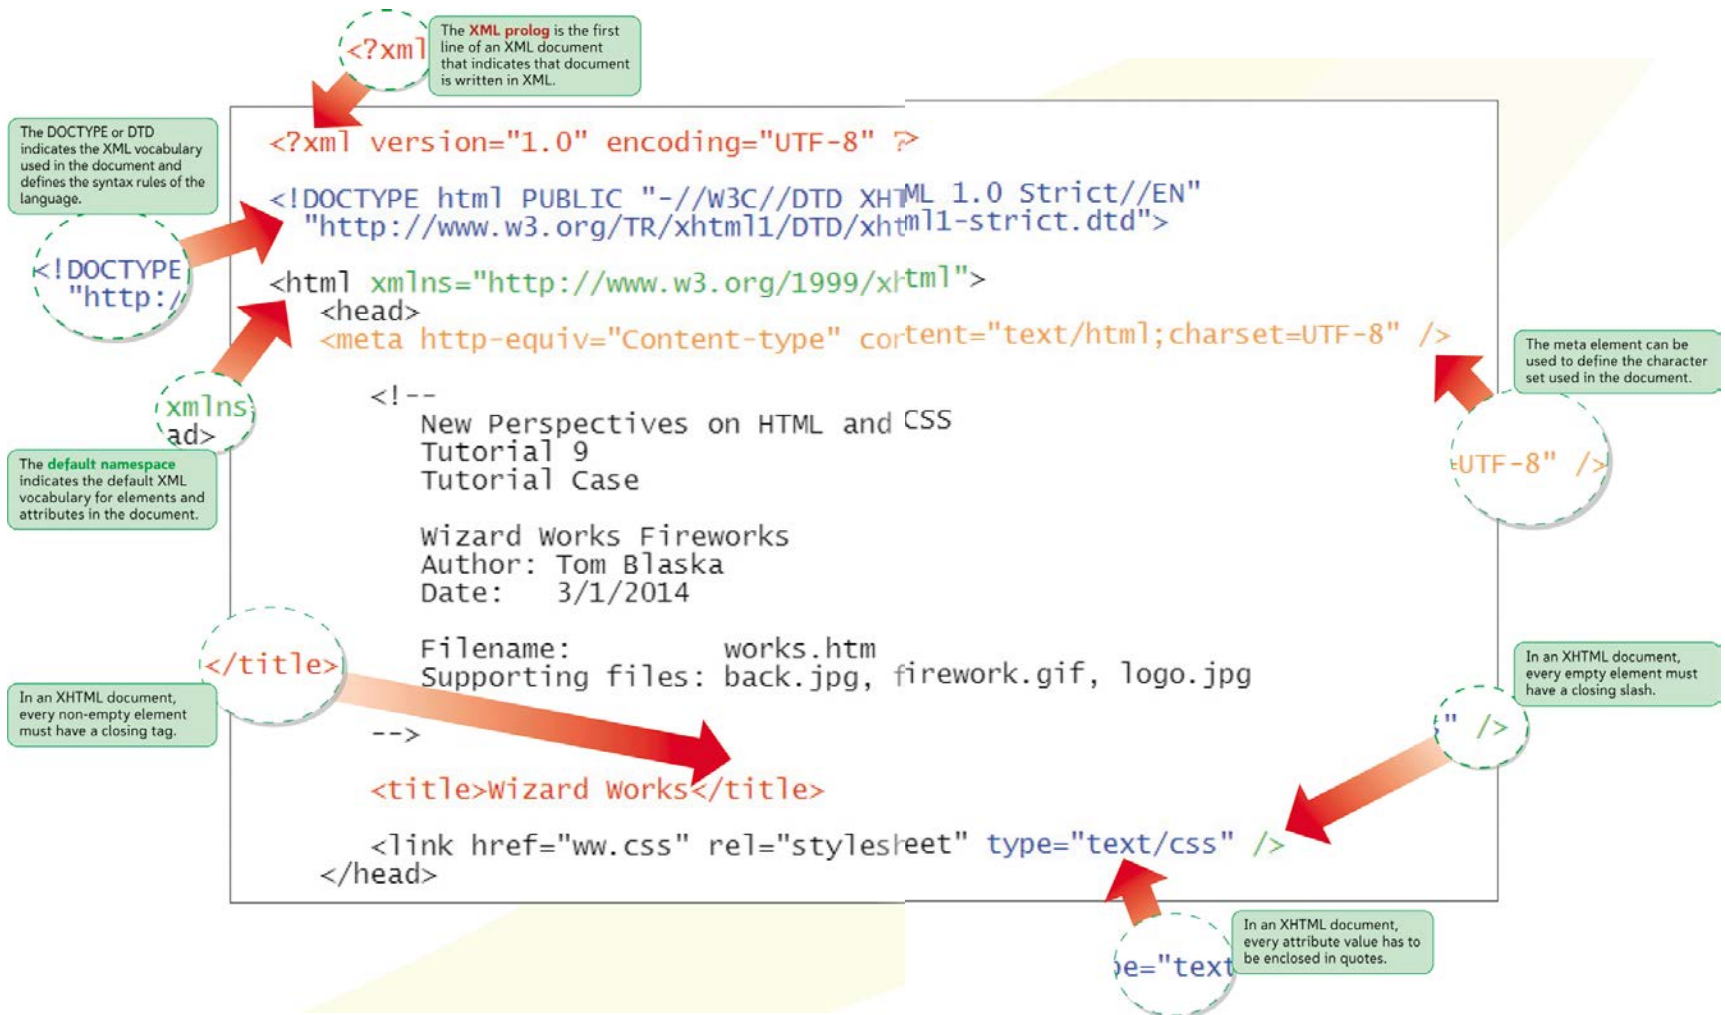 <?xml
The XML prolog is the first
line of an XML document
that indicates that document
is written in XML.
The DOCTYPE or DTD
indicates the XML vocabulary
used in the document and
defines the syntax rules of the
language.
<!DOCTYPE
"http:/
xmlns
ad>
The default namespace
indicates the default XML
vocabulary for elements and
attributes in the document.
</title>
In an XHTML document,
every non-empty element
must have a closing tag.
<?xml version="1.0" encoding="UTF-8" ?>
<!DOCTYPE html PUBLIC "-//W3C//DTD XHTML 1.0 Strict//EN"
"http://www.w3.org/TR/xhtml1/DTD/xhtml1-strict.dtd">
<html xmlns="http://www.w3.org/1999/xhtml">
<head>
<meta http-equiv="Content-type" content="text/html;charset=UTF-8" />
<!--
New Perspectives on HTML and CSS
Tutorial 9
Tutorial Case
Wizard Works Fireworks
Author: Tom Blaska
Date: 3/1/2014
Filename: works.htm
Supporting files: back.jpg, firework.gif, logo.jpg
-->
<title>Wizard Works</title>
<link href="ww.css" rel="stylesheet" type="text/css" />
</head>
The meta element can be
used to define the character
set used in the document.
=UTF-8" />
In an XHTML document,
every empty element must
have a closing slash.
" />
In an XHTML document,
every attribute value has to
be enclosed in quotes.
pe="text